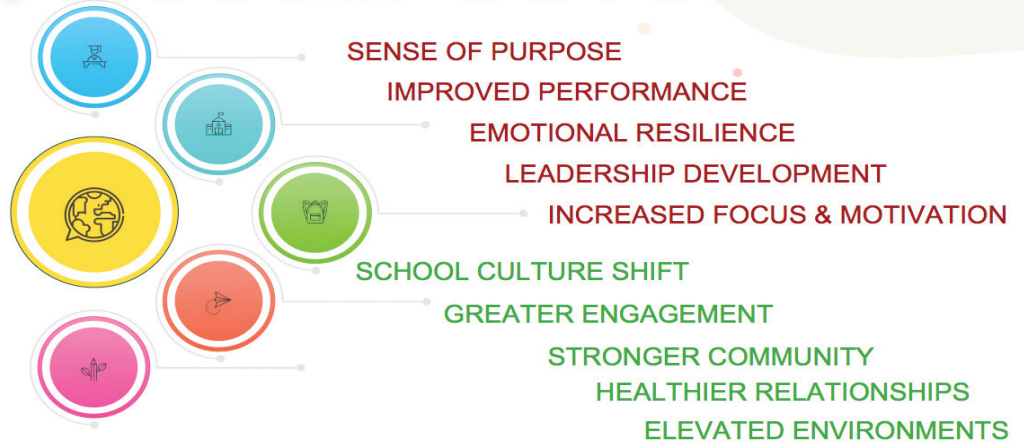 SENSE OF PURPOSE
IMPROVED PERFORMANCE
EMOTIONAL RESILIENCE
LEADERSHIP DEVELOPMENT
INCREASED FOCUS & MOTIVATION
SCHOOL CULTURE SHIFT
GREATER ENGAGEMENT
STRONGER COMMUNITY
HEALTHIER RELATIONSHIPS
ELEVATED ENVIRONMENTS